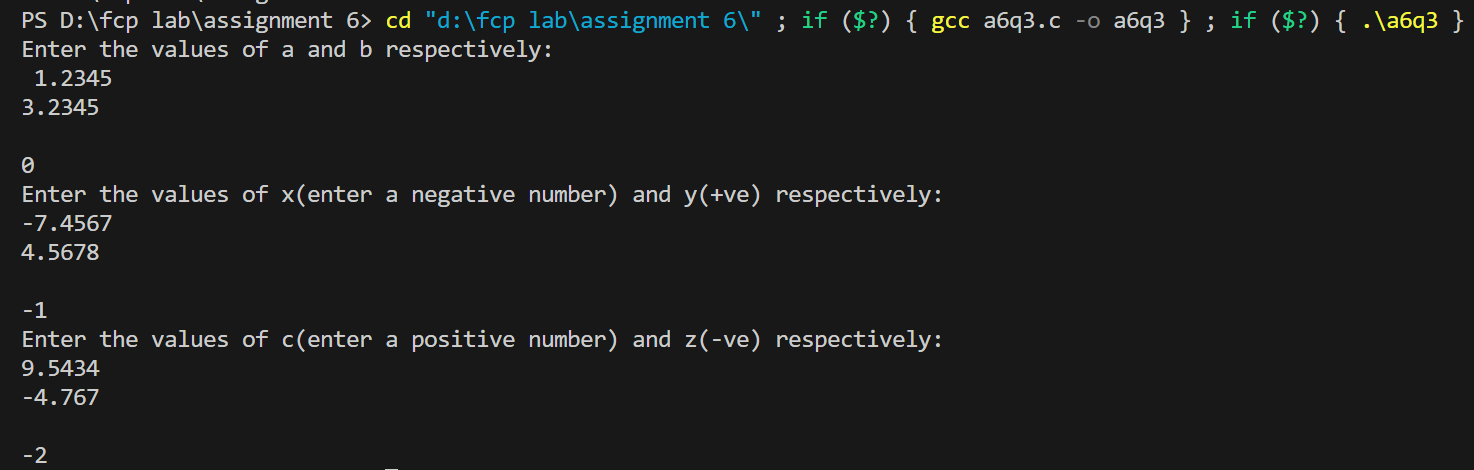 PS D:\fcp lab\assignment 6> cd "d:\fcp lab\assignment 6\" ; if ($?) { gcc a6q3.c -o a6q3 } ; if ($?) { .\a6q3 }
Enter the values of a and b respectively:
 1.2345
3.2345

0
Enter the values of x(enter a negative number) and y(+ve) respectively:
-7.4567
4.5678

-1
Enter the values of c(enter a positive number) and z(-ve) respectively:
9.5434
-4.767

-2